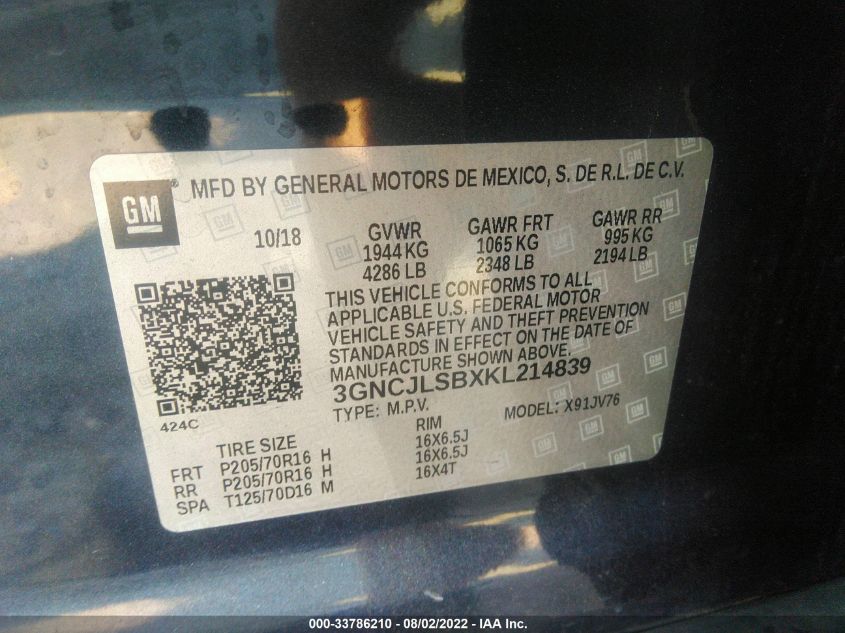 GM ® MFD BY GENERAL MOTORS DE MEXICO, S. DE R.L. DE C.V.
10/18 GVWR GAWR FRT GAWR RR
1944 KG 1065 KG 995 KG
4286 LB 2348 LB 2194 LB
THIS VEHICLE CONFORMS TO ALL
APPLICABLE U.S. FEDERAL MOTOR
VEHICLE SAFETY AND THEFT PREVENTION
STANDARDS IN EFFECT ON THE DATE OF
MANUFACTURE SHOWN ABOVE.
3GNCJLSBXKL214839
TYPE: M.P.V. MODEL: X91JV76
424C
TIRE SIZE RIM
FRT P205/70R16 H 16X6.5J
RR P205/70R16 H 16X6.5J
SPA T125/70D16 M 16X4T
000-33786210 - 08/02/2022 - IAA Inc.